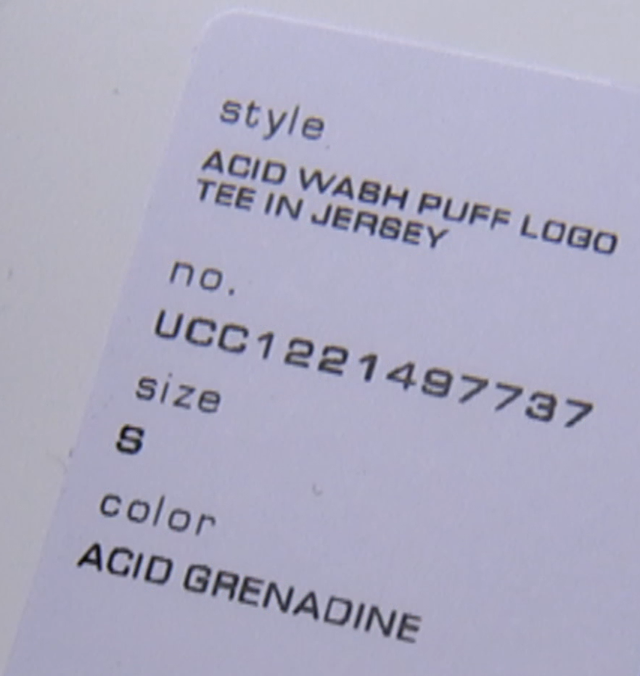 style
ACID WASH PUFF LOGO
TEE IN JERSEY
no.
UCC1221497737
size
S
color
ACID GRENADINE